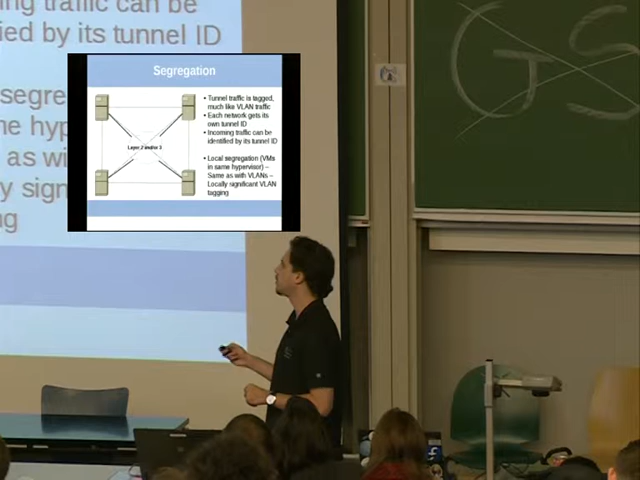 ng traffic can be
ied by its tunnel ID
segre
ne hyp
as wi
y sign
ng
Segregation
Layer 2 and/or 3
• Tunnel traffic is tagged,
much like VLAN traffic
• Each network gets its
own tunnel ID
• Incoming traffic can be
identified by its tunnel ID
• Local segregation (VMs
in same hypervisor) –
Same as with VLANs –
Locally significant VLAN
tagging
GS